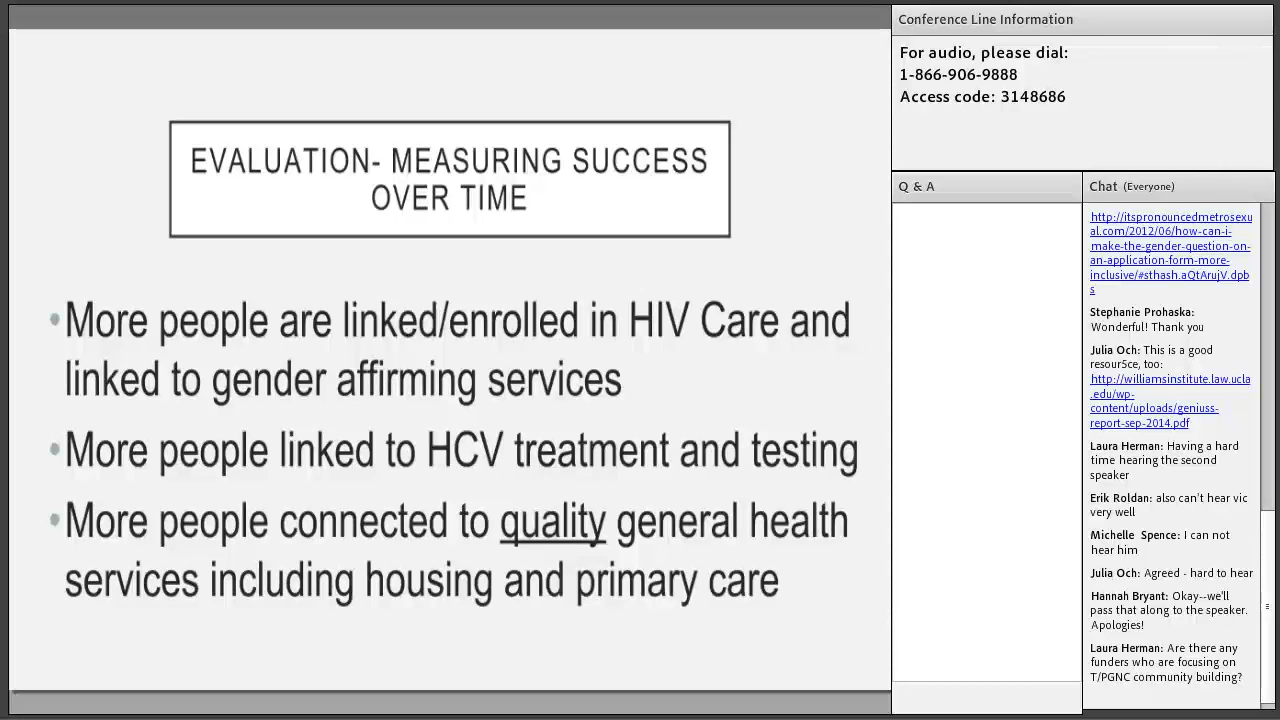 EVALUATION- MEASURING SUCCESS
OVER TIME
•More people are linked/enrolled in HIV Care and
linked to gender affirming services
•More people linked to HCV treatment and testing
•More people connected to quality general health
services including housing and primary care
Conference Line Information
For audio, please dial:
1-866-906-9888
Access code: 3148686
Q & A
Chat (Everyone)
http://itspronouncedmetrosexu
al.com/2012/06/how-can-i-
make-the-gender-question-on-
an-application-form-more-
inclusive/#sthash.aQtArujV.dpb
s
Stephanie Prohaska:
Wonderful! Thank you
Julia Och: This is a good
resour5ce, too:
http://williamsinstitute.law.ucla
.edu/wp-
content/uploads/geniuss-
report-sep-2014.pdf
Laura Herman: Having a hard
time hearing the second
speaker
Erik Roldan: also can't hear vic
very well
Michelle Spence: I can not
hear him
Julia Och: Agreed - hard to hear
Hannah Bryant: Okay--we'll
pass that along to the speaker.
Apologies!
Laura Herman: Are there any
funders who are focusing on
T/PGNC community building?